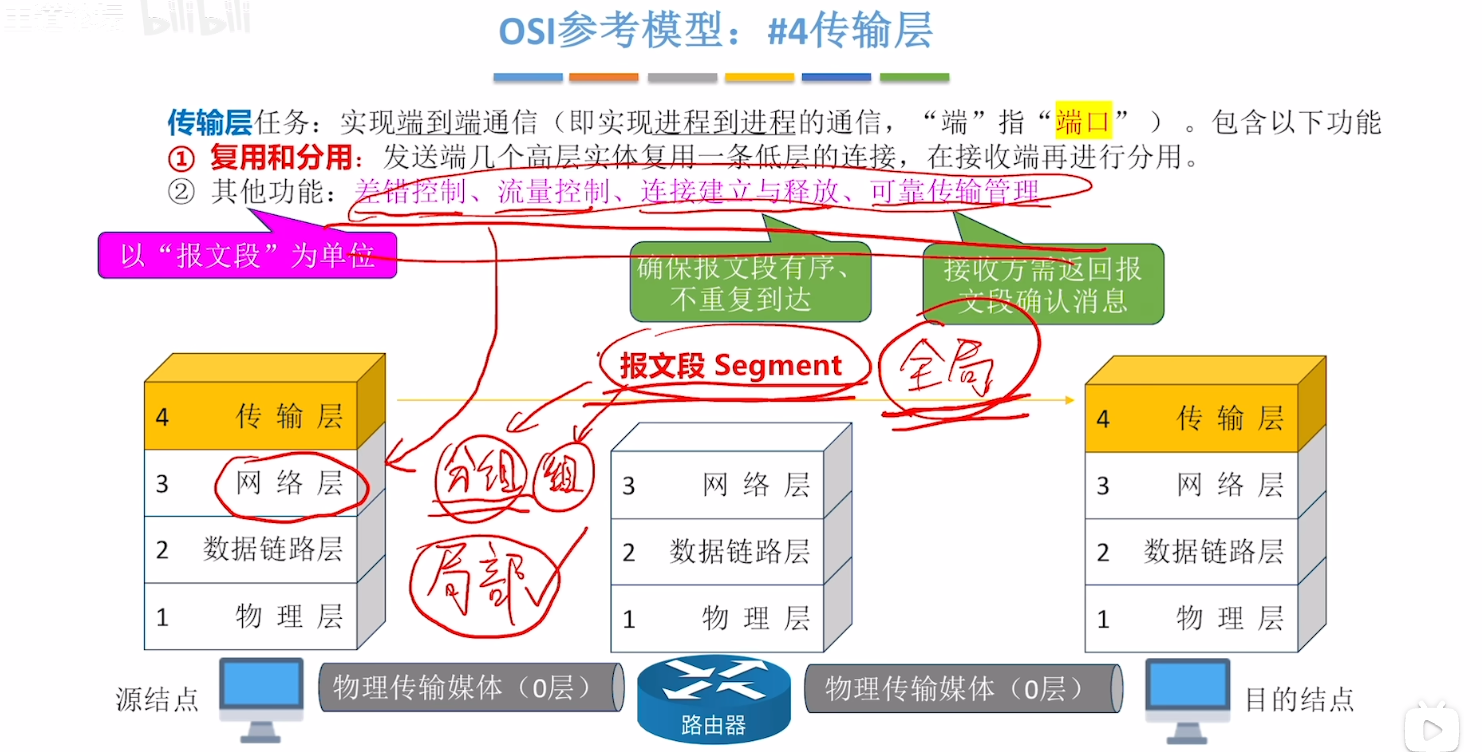 bilibili
OSI参考模型：#4传输层
传输层任务：实现端到端通信（即实现进程到进程的通信，“端”指“端口”）。包含以下功能
① 复用和分用：发送端几个高层实体复用一条低层的连接，在接收端再进行分用。
② 其他功能：差错控制、流量控制、连接建立与释放、可靠传输管理
以“报文段”为单位
确保报文段有序、
不重复到达
接收方需返回报
文段确认消息
报文段 Segment
全局
4 传输层
3 网络层
2 数据链路层
1 物理层
分组 组
局部
3 网络层
2 数据链路层
1 物理层
4 传输层
3 网络层
2 数据链路层
1 物理层
源结点
物理传输媒体（0层）
路由器
物理传输媒体（0层）
目的结点